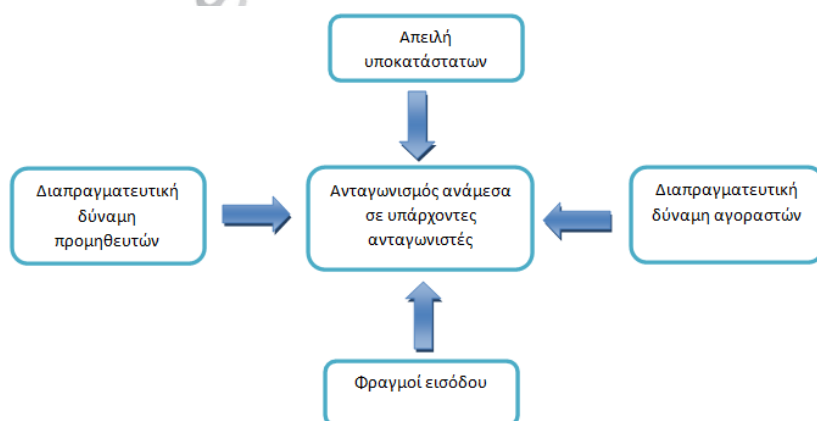 Απειλή
υποκατάστατων
Διαπραγματευτική
δύναμη
προμηθευτών
Ανταγωνισμός ανάμεσα
σε υπάρχοντες
ανταγωνιστές
Διαπραγματευτική
δύναμη αγοραστών
Φραγμοί εισόδου